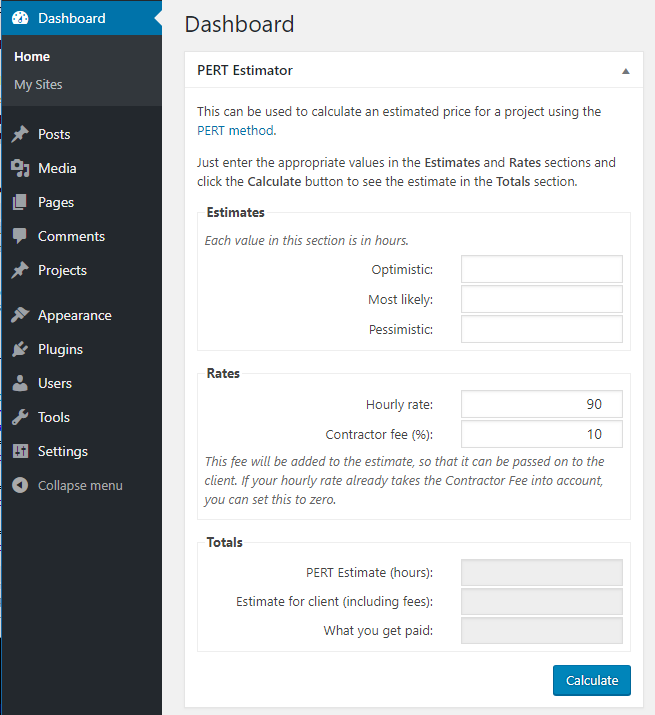 Dashboard
Home
My Sites
Posts
Media
Pages
Comments
Projects
Appearance
Plugins
Users
Tools
Settings
Collapse menu
Dashboard
PERT Estimator
This can be used to calculate an estimated price for a project using the
PERT method.
Just enter the appropriate values in the Estimates and Rates sections and
click the Calculate button to see the estimate in the Totals section.
Estimates
Each value in this section is in hours.
Optimistic:
Most likely:
Pessimistic:
Rates
Hourly rate: 90
Contractor fee (%): 10
This fee will be added to the estimate, so that it can be passed on to the
client. If your hourly rate already takes the Contractor Fee into account,
you can set this to zero.
Totals
PERT Estimate (hours):
Estimate for client (including fees):
What you get paid:
Calculate